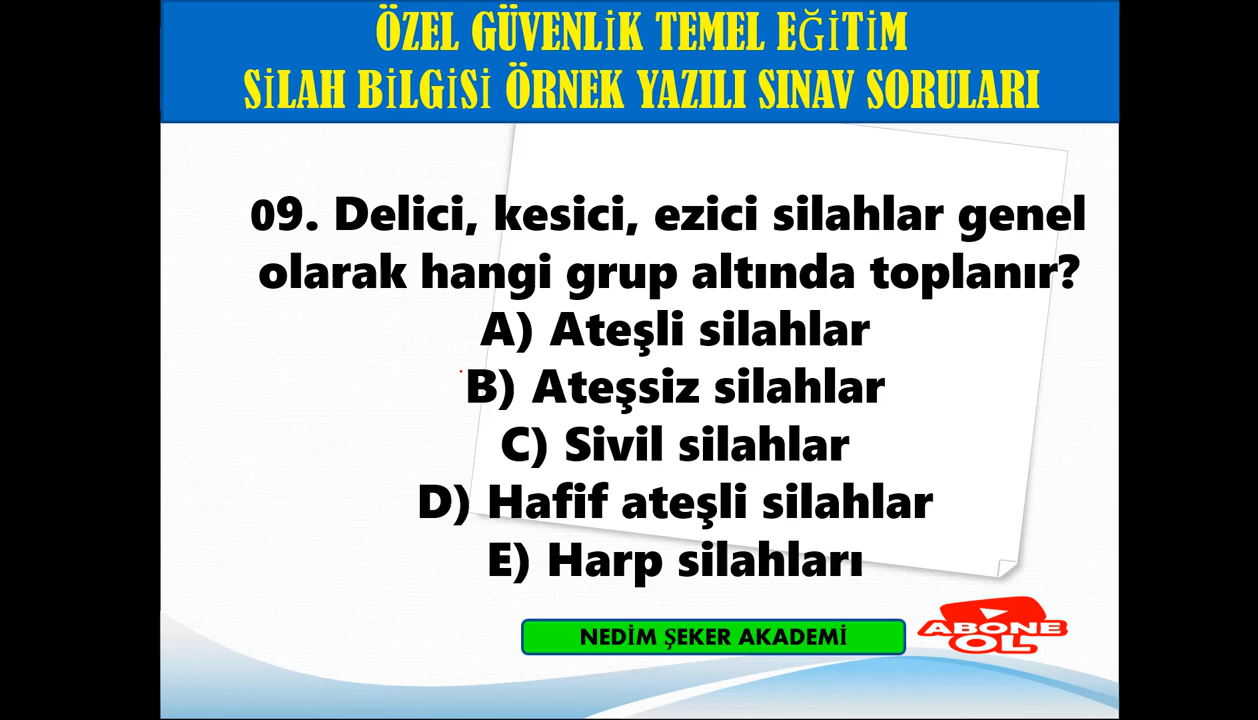 ÖZEL GÜVENLİK TEMEL EĞİTİM
SİLAH BİLGİSİ ÖRNEK YAZILI SINAV SORULARI
09. Delici, kesici, ezici silahlar genel
olarak hangi grup altında toplanır?
A) Ateşli silahlar
B) Ateşsiz silahlar
C) Sivil silahlar
D) Hafif ateşli silahlar
E) Harp silahları
NEDİM ŞEKER AKADEMİ
ABONE
OL